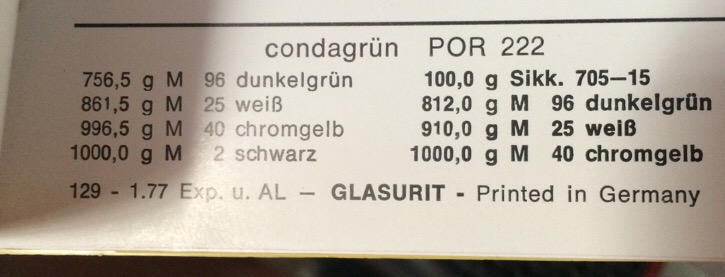 condagrün POR 222
756,5 g M 96 dunkelgrün 100,0 g Sikk. 705—15
861,5 g M 25 weiß 812,0 g M 96 dunkelgrün
996,5 g M 40 chromgelb 910,0 g M 25 weiß
1000,0 g M 2 schwarz 1000,0 g M 40 chromgelb
129 - 1.77 Exp. u. AL — GLASURIT - Printed in Germany